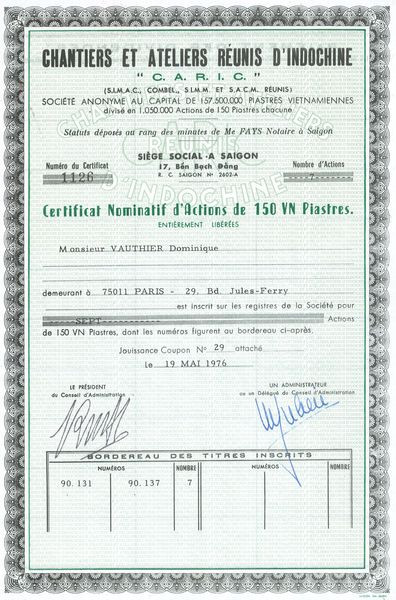 CHANTIERS ET ATELIERS RÉUNIS D'INDOCHINE
" C. A. R. I. C. "
(S.I.M.A.C., COMBEL., S.I.M.M. ET S.A.C.M. RÉUNIS)
SOCIÉTÉ ANONYME AU CAPITAL DE 157.500.000 PIASTRES VIETNAMIENNES
divisé en 1.050.000 Actions de 150 Piastres chacune
Statuts déposés au rang des minutes de Me PAYS Notaire à Saigon
SIÈGE SOCIAL A SAIGON
17, Bến Bạch Đằng
R. C. SAIGON N° 2602-A
Numéro du Certificat
1126
Nombre d'Actions
7
Certificat Nominatif d'Actions de 150 VN Piastres.
ENTIÈREMENT LIBÉRÉES
Monsieur VAUTHIER Dominique
demeurant à 75011 PARIS - 29, Bd. Jules-Ferry
est inscrit sur les registres de la Société pour
SEPT Actions
de 150 VN Piastres, dont les numéros figurent au bordereau ci-après.
Jouissance Coupon N° 29 attaché
le 19 MAI 1976
LE PRÉSIDENT
du Conseil d'Administration
UN ADMINISTRATEUR
ou un Délégué du Conseil d'Administration
BORDEREAU DES TITRES INSCRITS
NUMÉROS NOMBRE NUMÉROS NOMBRE
90. 131 90. 137 7